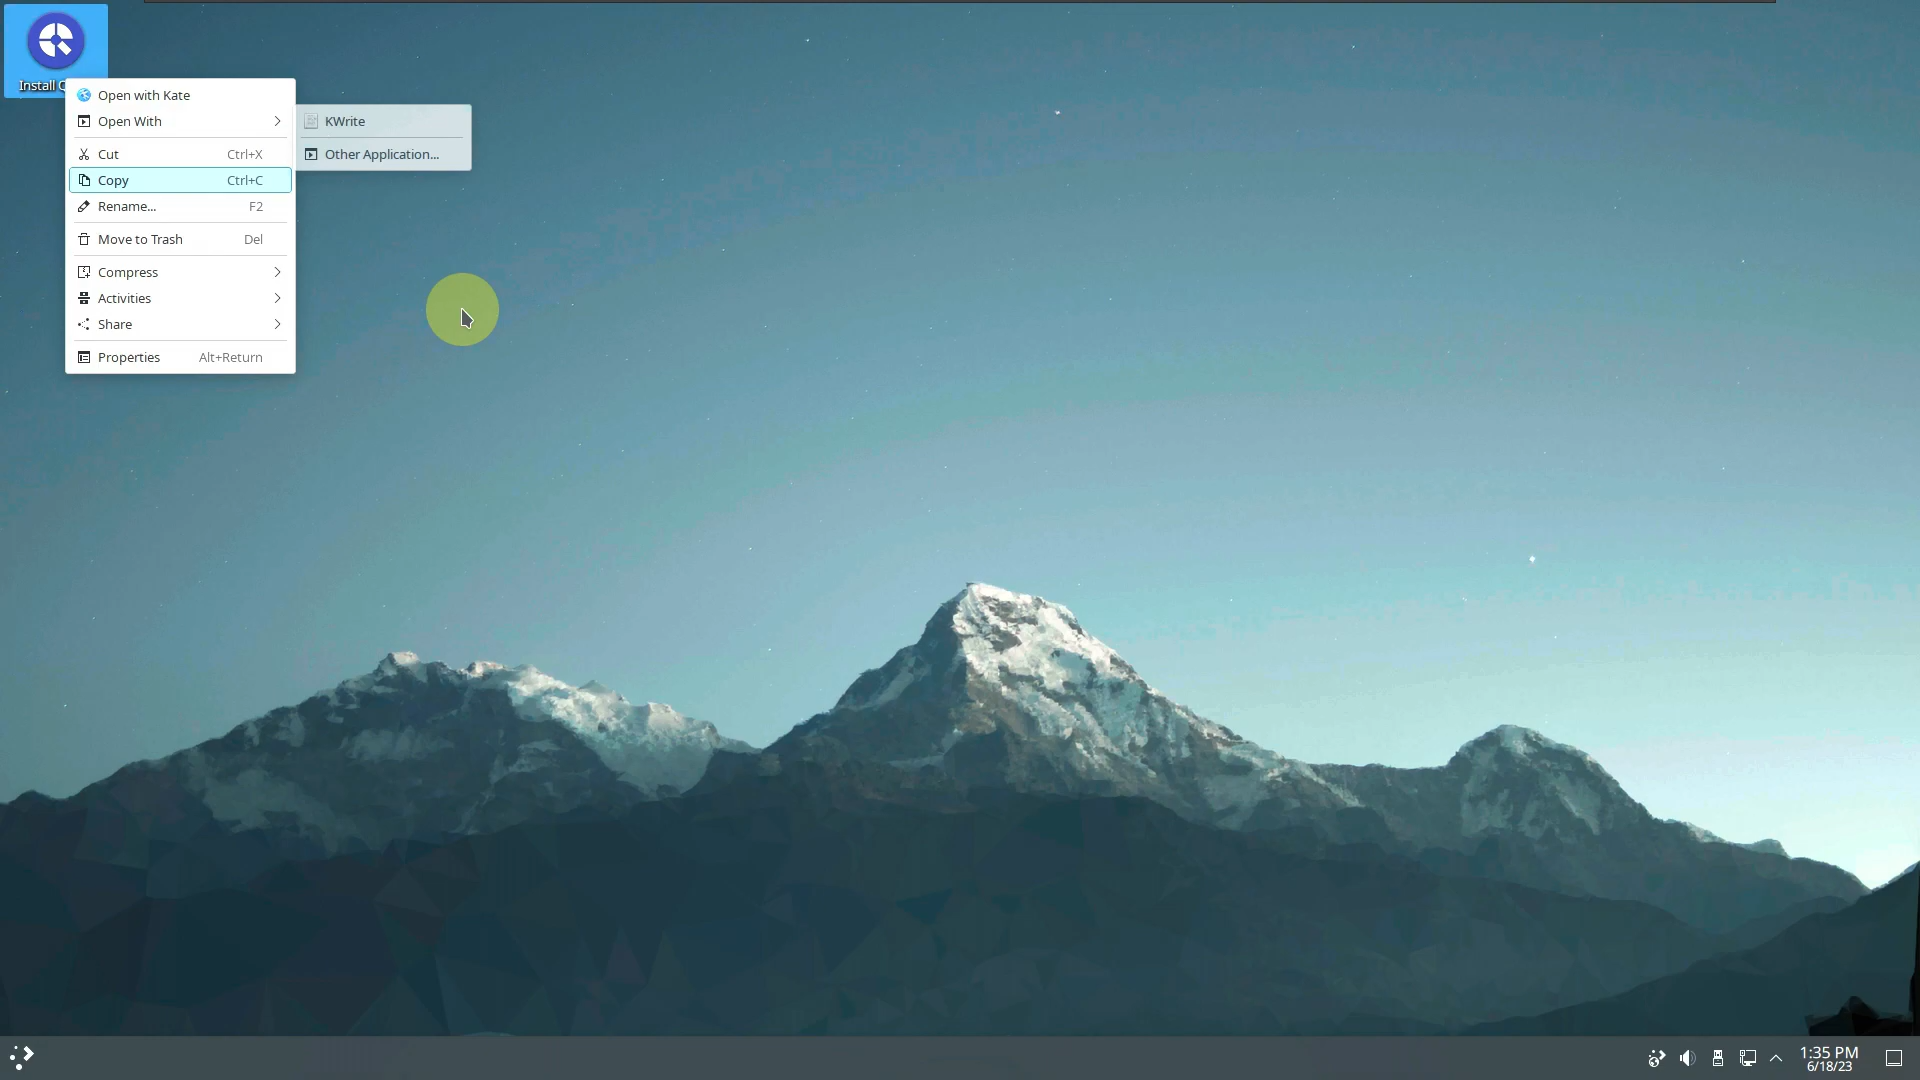 Install
Open with Kate
Open With
Cut Ctrl+X
Copy Ctrl+C
Rename... F2
Move to Trash Del
Compress
Activities
Share
Properties Alt+Return
KWrite
Other Application...
1:35 PM
6/18/23